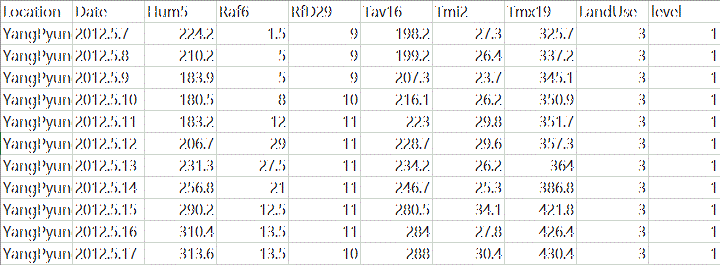 Location Date Hum5 Raf6 RfD29 Tav16 Tmi2 Tmx19 LandUse level
YangPyun 2012.5.7 224.2 1.5 9 198.2 27.3 325.7 3 1
YangPyun 2012.5.8 210.2 5 9 199.2 26.4 337.2 3 1
YangPyun 2012.5.9 183.9 5 9 207.3 23.7 345.1 3 1
YangPyun 2012.5.10 180.5 8 10 216.1 26.2 350.9 3 1
YangPyun 2012.5.11 183.2 12 11 223 29.8 351.7 3 1
YangPyun 2012.5.12 206.7 29 11 228.7 29.6 357.3 3 1
YangPyun 2012.5.13 231.3 27.5 11 234.2 26.2 364 3 1
YangPyun 2012.5.14 256.8 21 11 246.7 25.3 386.8 3 1
YangPyun 2012.5.15 290.2 12.5 11 280.5 34.1 421.8 3 1
YangPyun 2012.5.16 310.4 13.5 11 284 27.8 426.4 3 1
YangPyun 2012.5.17 313.6 13.5 10 288 30.4 430.4 3 1